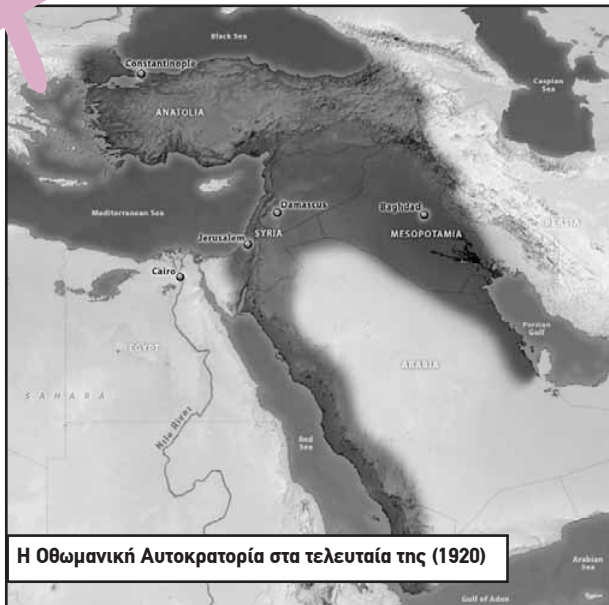 Black Sea
Constantinople
Caspian
Sea
ANATOLIA
Mediterranean Sea
Damascus
Baghdad
PERSIA
Jerusalem
SYRIA
MESOPOTAMIA
Cairo
Persian
Gulf
EGYPT
ARABIA
SAHARA
Nile River
Red
Sea
Η Οθωμανική Αυτοκρατορία στα τελευταία της (1920)
Arabian
Sea
Gulf of Aden